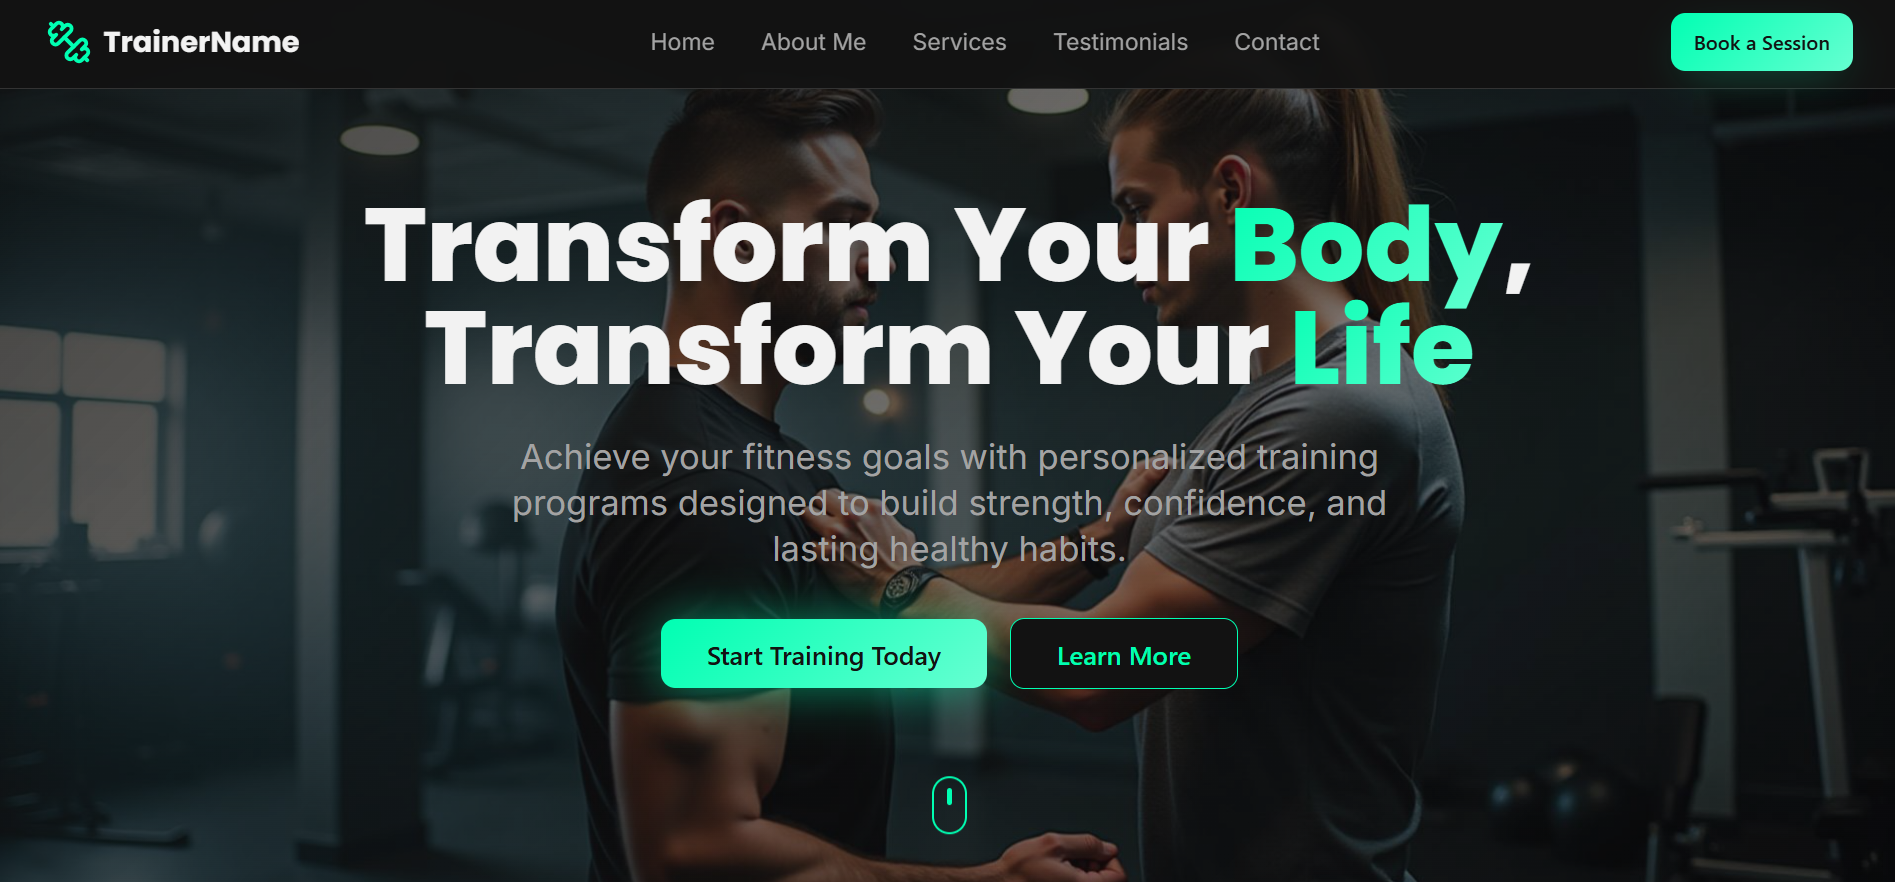 TrainerName
Home
About Me
Services
Testimonials
Contact
Book a Session
Transform Your Body,
Transform Your Life
Achieve your fitness goals with personalized training
programs designed to build strength, confidence, and
lasting healthy habits.
Start Training Today
Learn More